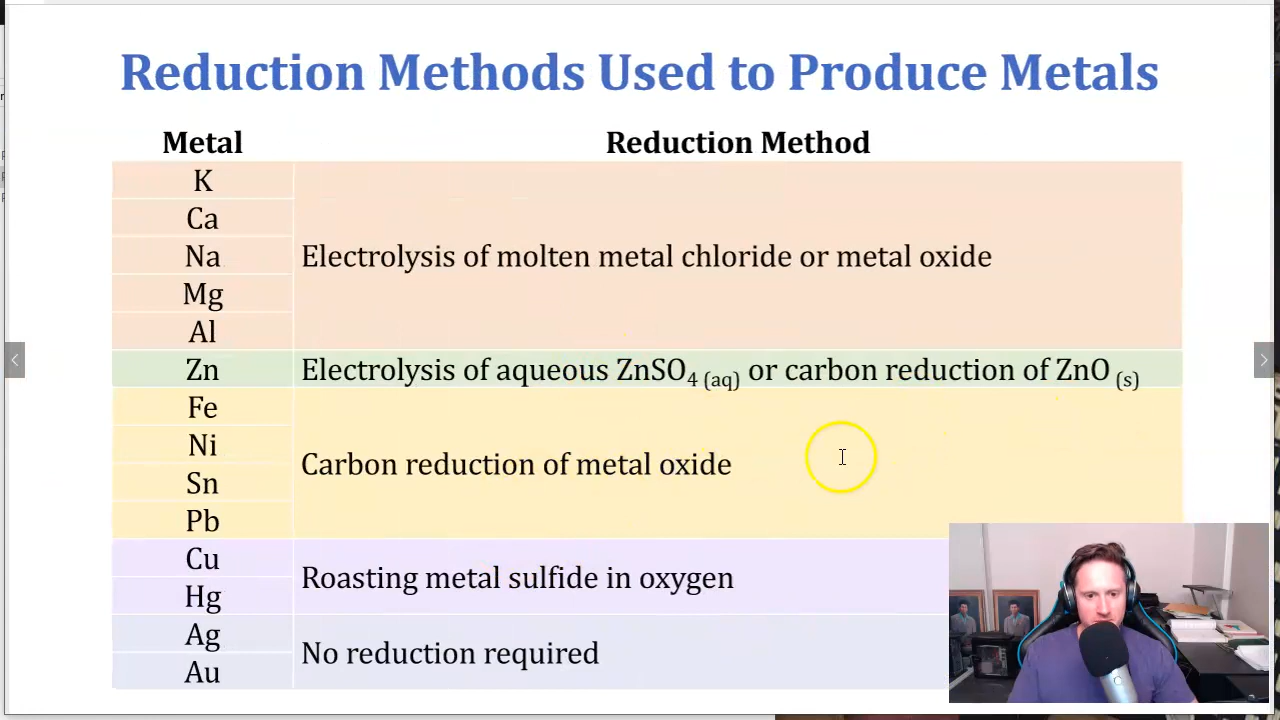 Reduction Methods Used to Produce Metals
Metal Reduction Method
K
Ca
Na Electrolysis of molten metal chloride or metal oxide
Mg
Al
Zn Electrolysis of aqueous ZnSO4 (aq) or carbon reduction of ZnO (s)
Fe
Ni
Carbon reduction of metal oxide
Sn
Pb
Cu
Roasting metal sulfide in oxygen
Hg
Ag
No reduction required
Au